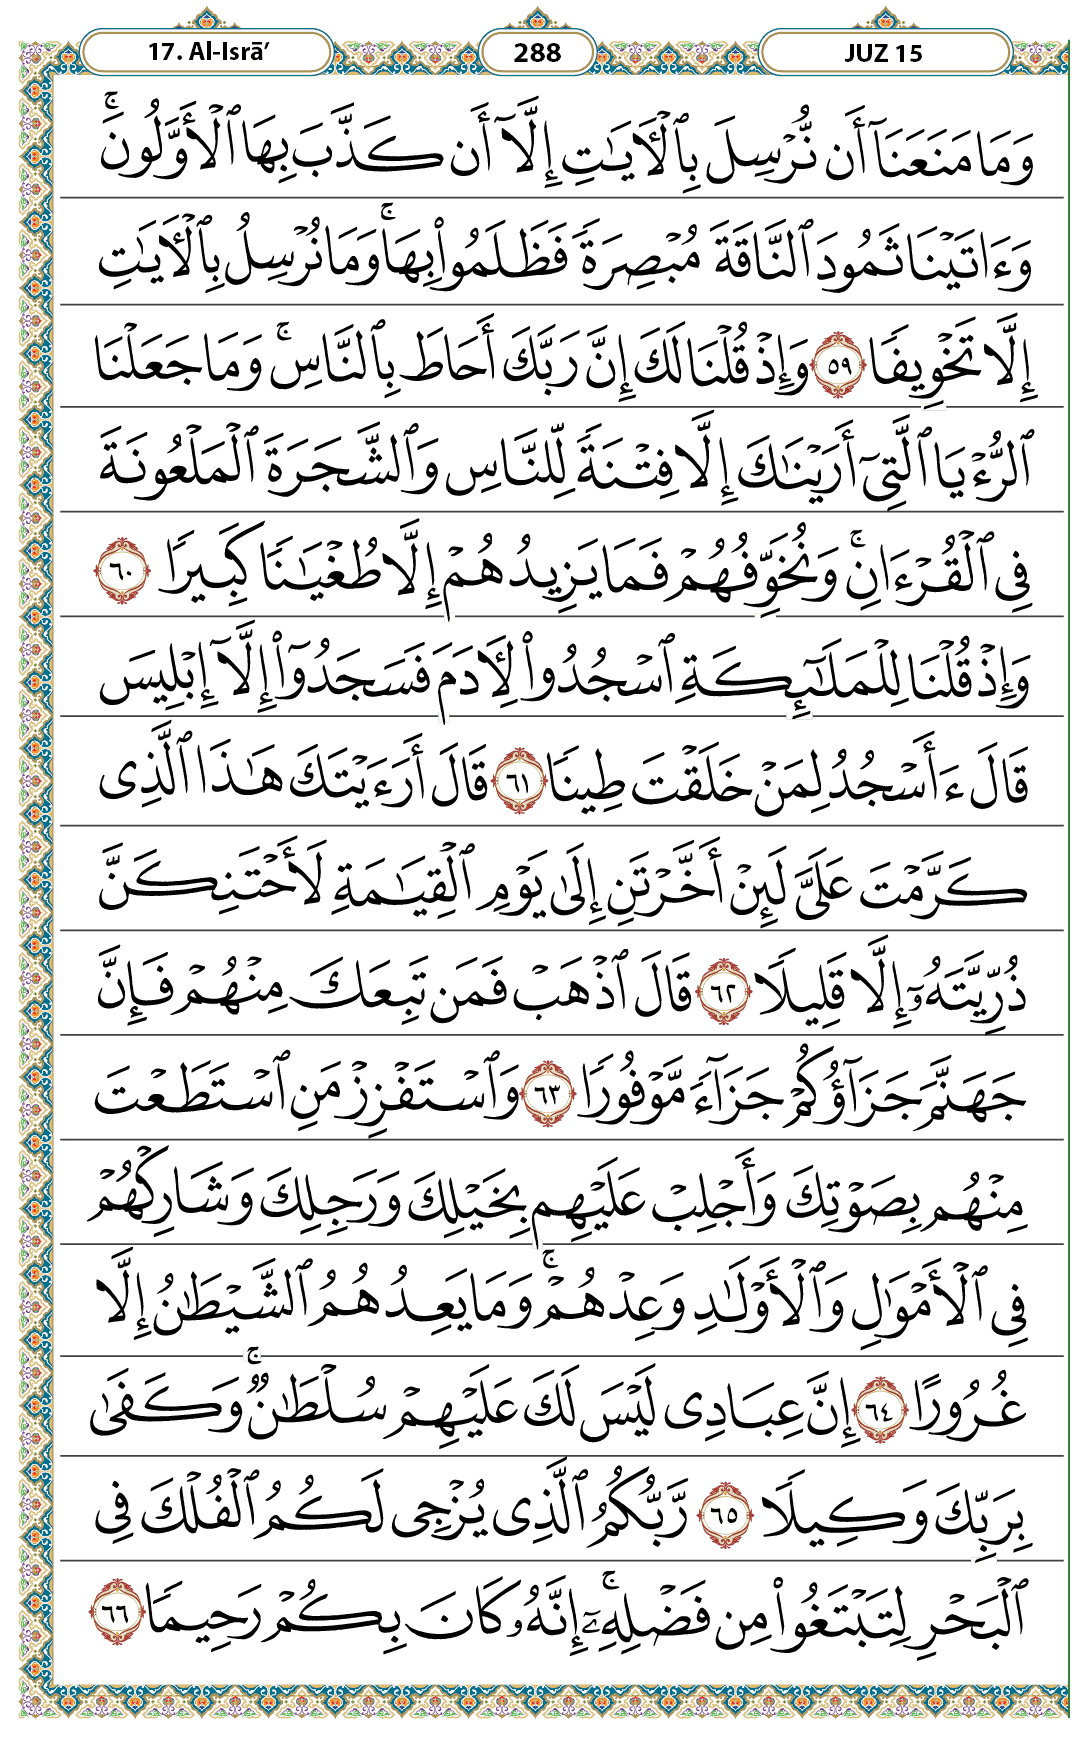 17. Al-Isrā’
288
JUZ 15
وَمَا مَنَعَنَآ أَن نُّرْسِلَ بِٱلْـَٔايَـٰتِ إِلَّآ أَن كَذَّبَ بِهَا ٱلْأَوَّلُونَ ۚ
وَءَاتَيْنَا ثَمُودَ ٱلنَّاقَةَ مُبْصِرَةً فَظَلَمُوا۟ بِهَا ۚ وَمَا نُرْسِلُ بِٱلْـَٔايَـٰتِ
إِلَّا تَخْوِيفًا ٥٩ وَإِذْ قُلْنَا لَكَ إِنَّ رَبَّكَ أَحَاطَ بِٱلنَّاسِ ۚ وَمَا جَعَلْنَا
ٱلرُّءْيَا ٱلَّتِىٓ أَرَيْنَـٰكَ إِلَّا فِتْنَةً لِّلنَّاسِ وَٱلشَّجَرَةَ ٱلْمَلْعُونَةَ
فِى ٱلْقُرْءَانِ ۚ وَنُخَوِّفُهُمْ فَمَا يَزِيدُهُمْ إِلَّا طُغْيَـٰنًا كَبِيرًا ٦٠
وَإِذْ قُلْنَا لِلْمَلَـٰٓئِكَةِ ٱسْجُدُوا۟ لِـَٔادَمَ فَسَجَدُوٓا۟ إِلَّآ إِبْلِيسَ
قَالَ ءَأَسْجُدُ لِمَنْ خَلَقْتَ طِينًا ٦١ قَالَ أَرَءَيْتَكَ هَـٰذَا ٱلَّذِى
كَرَّمْتَ عَلَىَّ لَئِنْ أَخَّرْتَنِ إِلَىٰ يَوْمِ ٱلْقِيَـٰمَةِ لَأَحْتَنِكَنَّ
ذُرِّيَّتَهُۥٓ إِلَّا قَلِيلًا ٦٢ قَالَ ٱذْهَبْ فَمَن تَبِعَكَ مِنْهُمْ فَإِنَّ
جَهَنَّمَ جَزَآؤُكُمْ جَزَآءً مَّوْفُورًا ٦٣ وَٱسْتَفْزِزْ مَنِ ٱسْتَطَعْتَ
مِنْهُم بِصَوْتِكَ وَأَجْلِبْ عَلَيْهِم بِخَيْلِكَ وَرَجِلِكَ وَشَارِكْهُمْ
فِى ٱلْأَمْوَٰلِ وَٱلْأَوْلَـٰدِ وَعِدْهُمْ ۚ وَمَا يَعِدُهُمُ ٱلشَّيْطَـٰنُ إِلَّا
غُرُورًا ٦٤ إِنَّ عِبَادِى لَيْسَ لَكَ عَلَيْهِمْ سُلْطَـٰنٌ ۚ وَكَفَىٰ
بِرَبِّكَ وَكِيلًا ٦٥ رَّبُّكُمُ ٱلَّذِى يُزْجِى لَكُمُ ٱلْفُلْكَ فِى
ٱلْبَحْرِ لِتَبْتَغُوا۟ مِن فَضْلِهِۦٓ ۚ إِنَّهُۥ كَانَ بِكُمْ رَحِيمًا ٦٦